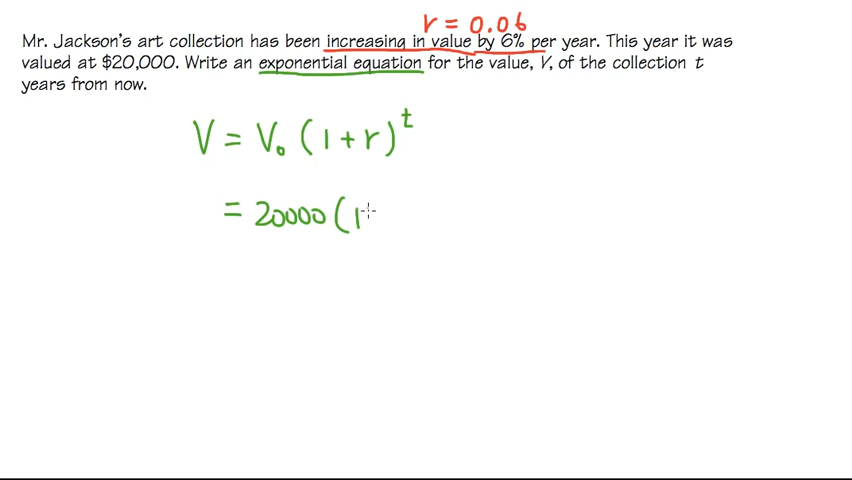 r = 0.06
Mr. Jackson's art collection has been increasing in value by 6% per year. This year it was
valued at $20,000. Write an exponential equation for the value, V, of the collection t
years from now.
V = V₀ (1 + r)^t
= 20000 (1